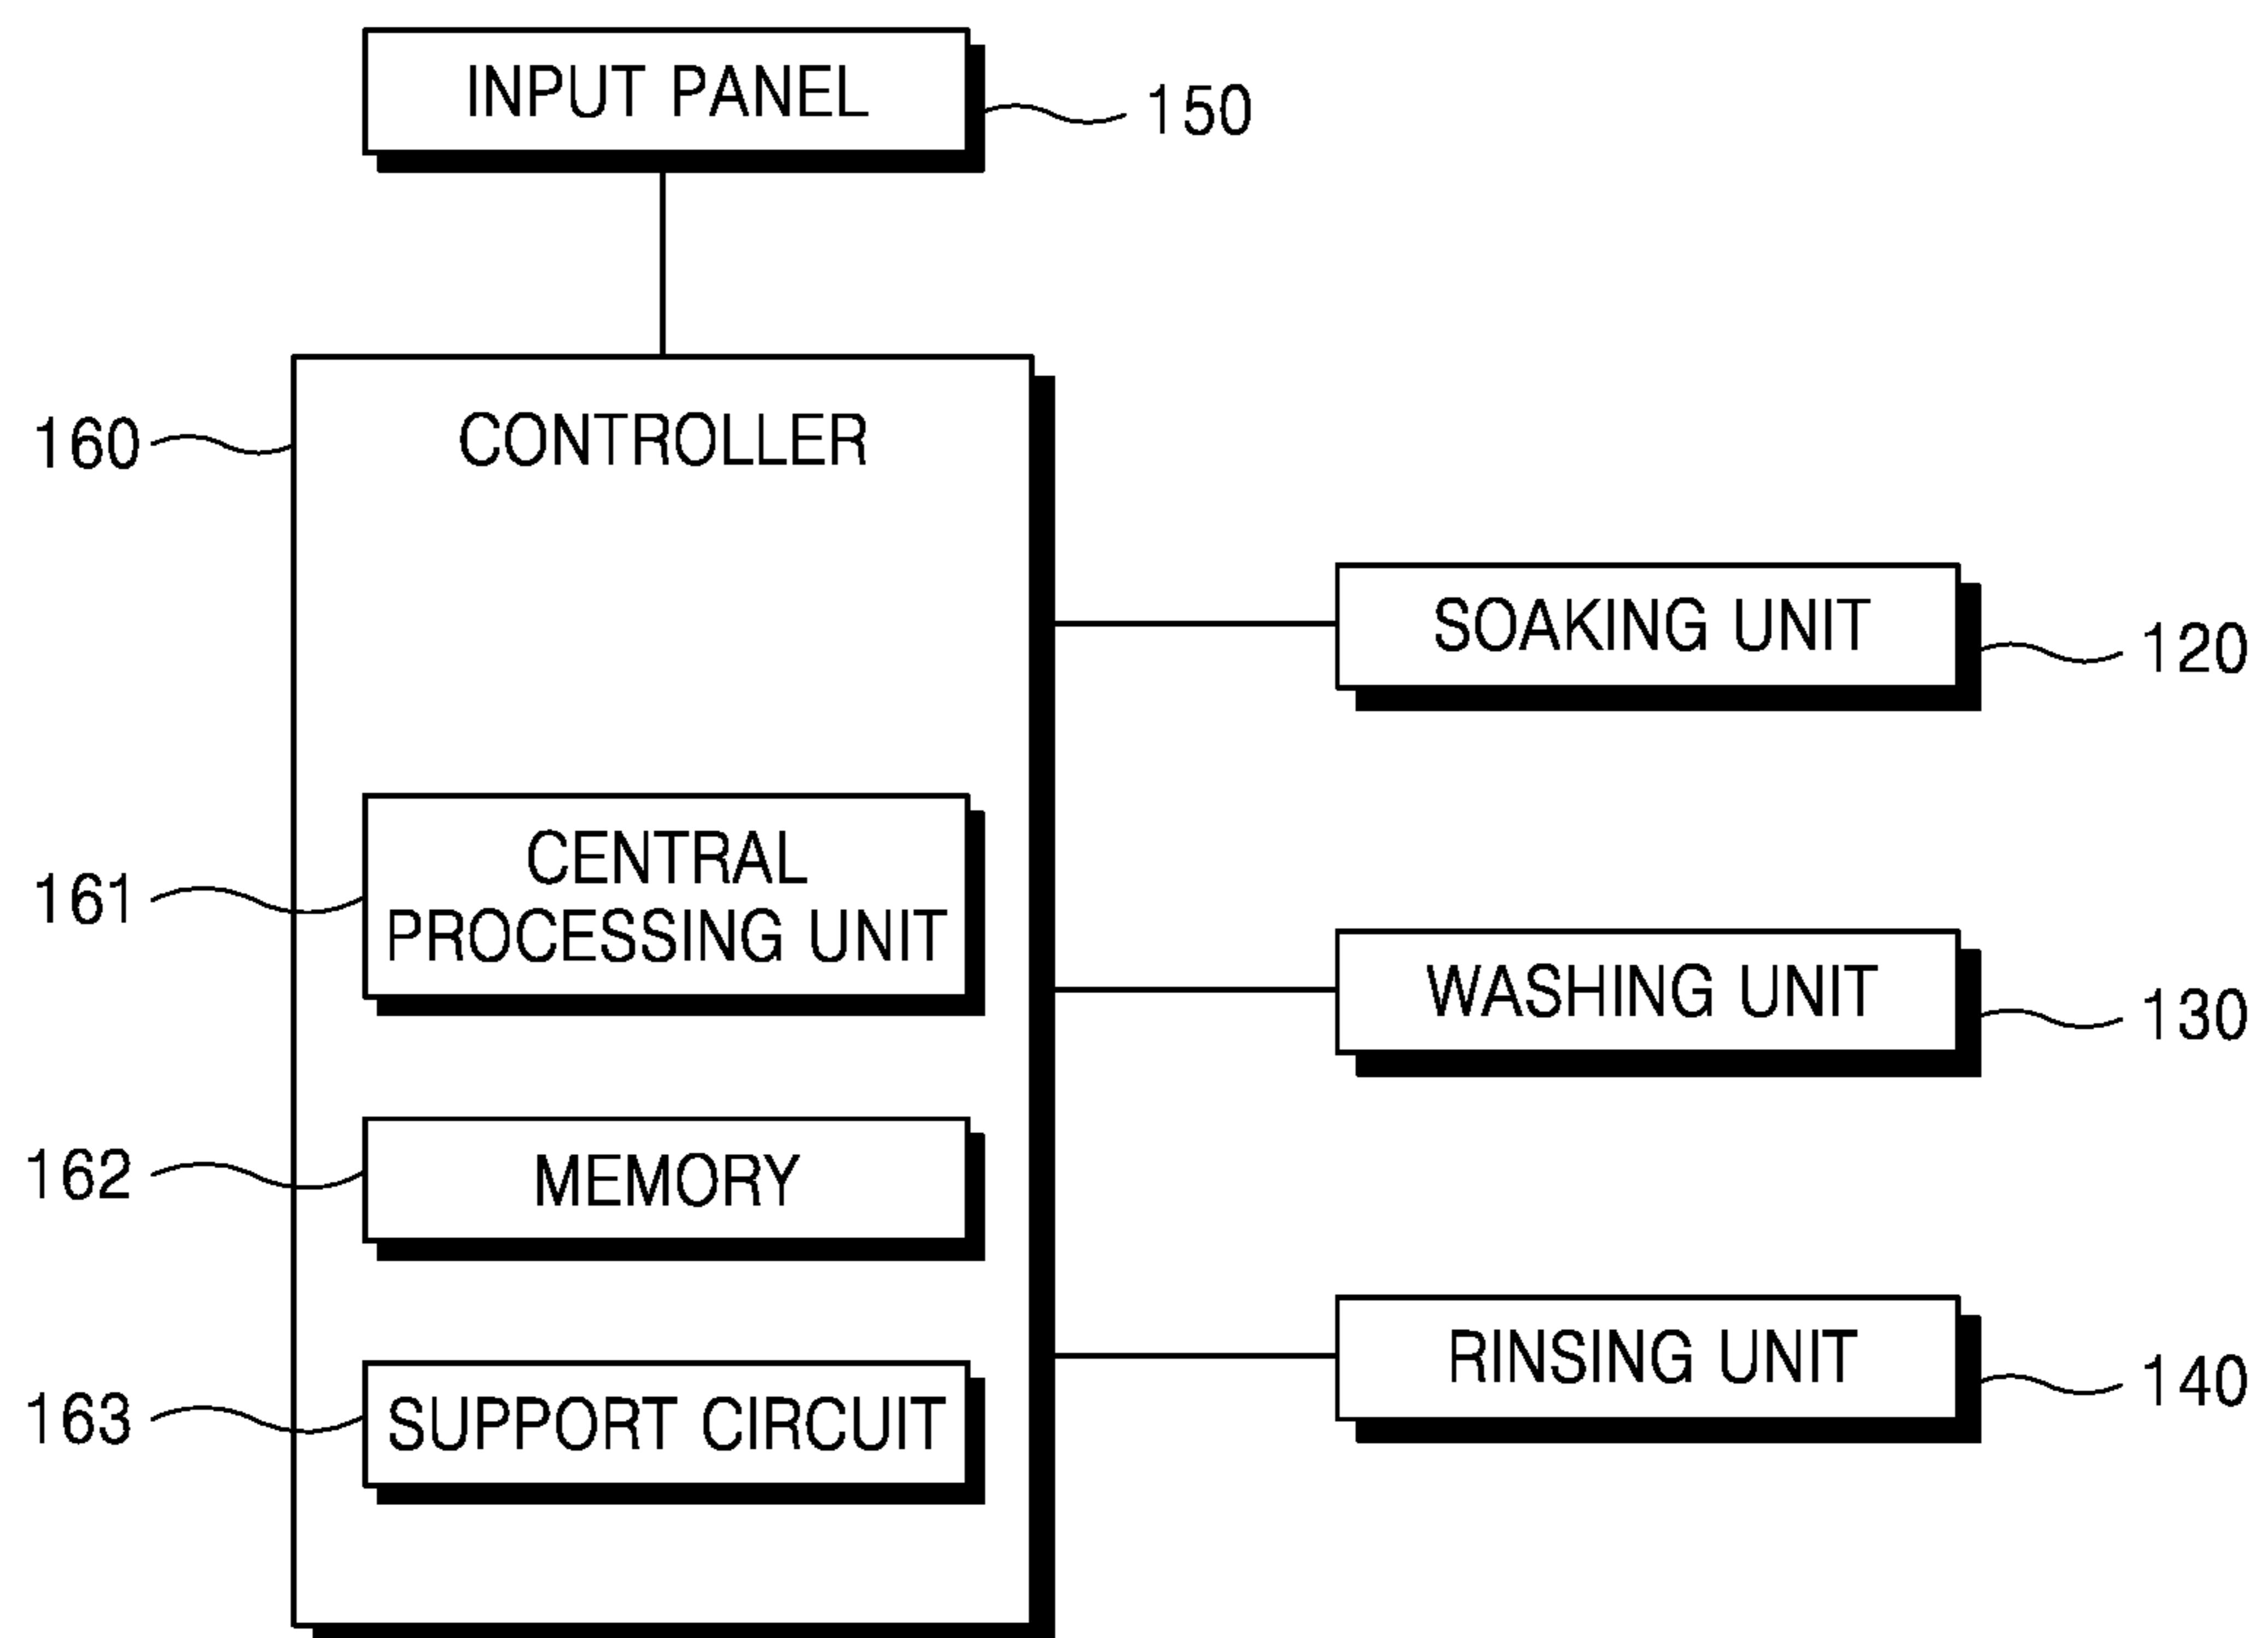 INPUT PANEL
150
160
CONTROLLER
SOAKING UNIT
120
161
CENTRAL
PROCESSING UNIT
WASHING UNIT
130
162
MEMORY
RINSING UNIT
140
163
SUPPORT CIRCUIT